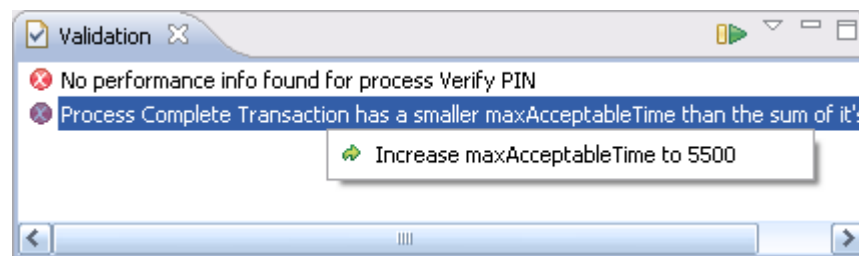 Validation
No performance info found for process Verify PIN
Process Complete Transaction has a smaller maxAcceptableTime than the sum of it's
Increase maxAcceptableTime to 5500